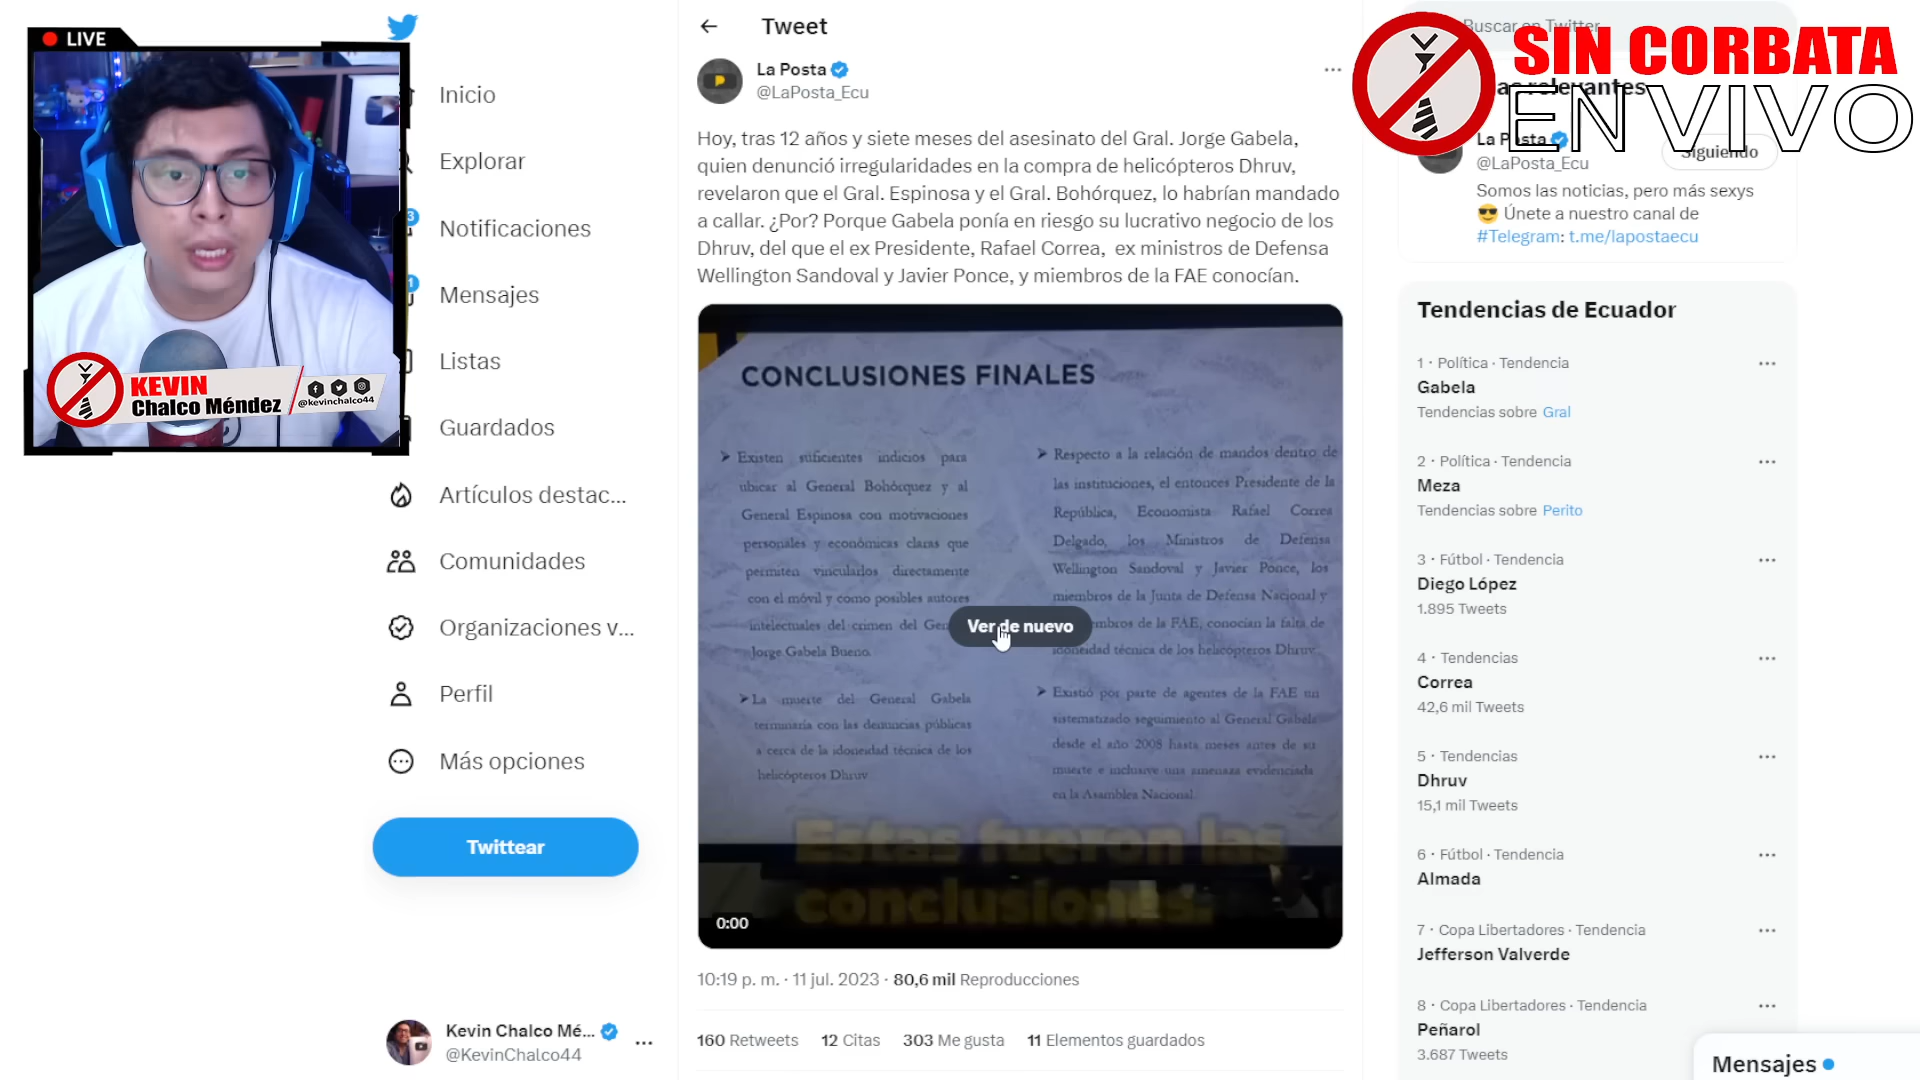 LIVE
KEVIN
Chalco Méndez
@kevinchalco44
Inicio
Explorar
3
Notificaciones
1
Mensajes
Listas
Guardados
Artículos destac...
Comunidades
Organizaciones v...
Perfil
Más opciones
Twittear
Kevin Chalco Mé...
@KevinChalco44
Tweet
La Posta
@LaPosta_Ecu
Hoy, tras 12 años y siete meses del asesinato del Gral. Jorge Gabela,
quien denunció irregularidades en la compra de helicópteros Dhruv,
revelaron que el Gral. Espinosa y el Gral. Bohórquez, lo habrían mandado
a callar. ¿Por? Porque Gabela ponía en riesgo su lucrativo negocio de los
Dhruv, del que el ex Presidente, Rafael Correa, ex ministros de Defensa
Wellington Sandoval y Javier Ponce, y miembros de la FAE conocían.
CONCLUSIONES FINALES
➤ Existen suficientes indicios para
ubicar al General Bohórquez y al
General Espinosa con motivaciones
personales y económicas claras que
permiten vincularlos directamente
con el móvil y como posibles autores
intelectuales del crimen del
Jorge Gabela Bueno.
➤ La muerte del General Gabela
terminaría con las denuncias públicas
a cerca de la idoneidad técnica de los
helicópteros Dhruv
➤ Respecto a la relación de mandos dentro de
las instituciones, el entonces Presidente de la
República, Economista Rafael Correa
Delgado, los Ministros de Defensa
Wellington Sandoval y Javier Ponce, los
miembros de la Junta de Defensa Nacional y
de la FAE, conocían la falta de
idoneidad técnica de los helicópteros Dhruv.
➤ Existió por parte de agentes de la FAE un
sistematizado seguimiento al General Gabela
desde el año 2008 hasta meses antes de su
muerte e inclusive una amenaza evidenciada
en la Asamblea Nacional.
Ver de nuevo
Estas fueron las
conclusiones.
0:00
10:19 p. m. · 11 jul. 2023 · 80,6 mil Reproducciones
160 Retweets 12 Citas 303 Me gusta 11 Elementos guardados
SIN CORBATA
EN VIVO
La Posta
@LaPosta_Ecu
Siguiendo
Somos las noticias, pero más sexys
😎 Únete a nuestro canal de
#Telegram: t.me/lapostaecu
Tendencias de Ecuador
1 · Política · Tendencia
Gabela
Tendencias sobre Gral
2 · Política · Tendencia
Meza
Tendencias sobre Perito
3 · Fútbol · Tendencia
Diego López
1.895 Tweets
4 · Tendencias
Correa
42,6 mil Tweets
5 · Tendencias
Dhruv
15,1 mil Tweets
6 · Fútbol · Tendencia
Almada
7 · Copa Libertadores · Tendencia
Jefferson Valverde
8 · Copa Libertadores · Tendencia
Peñarol
3.687 Tweets
Mensajes